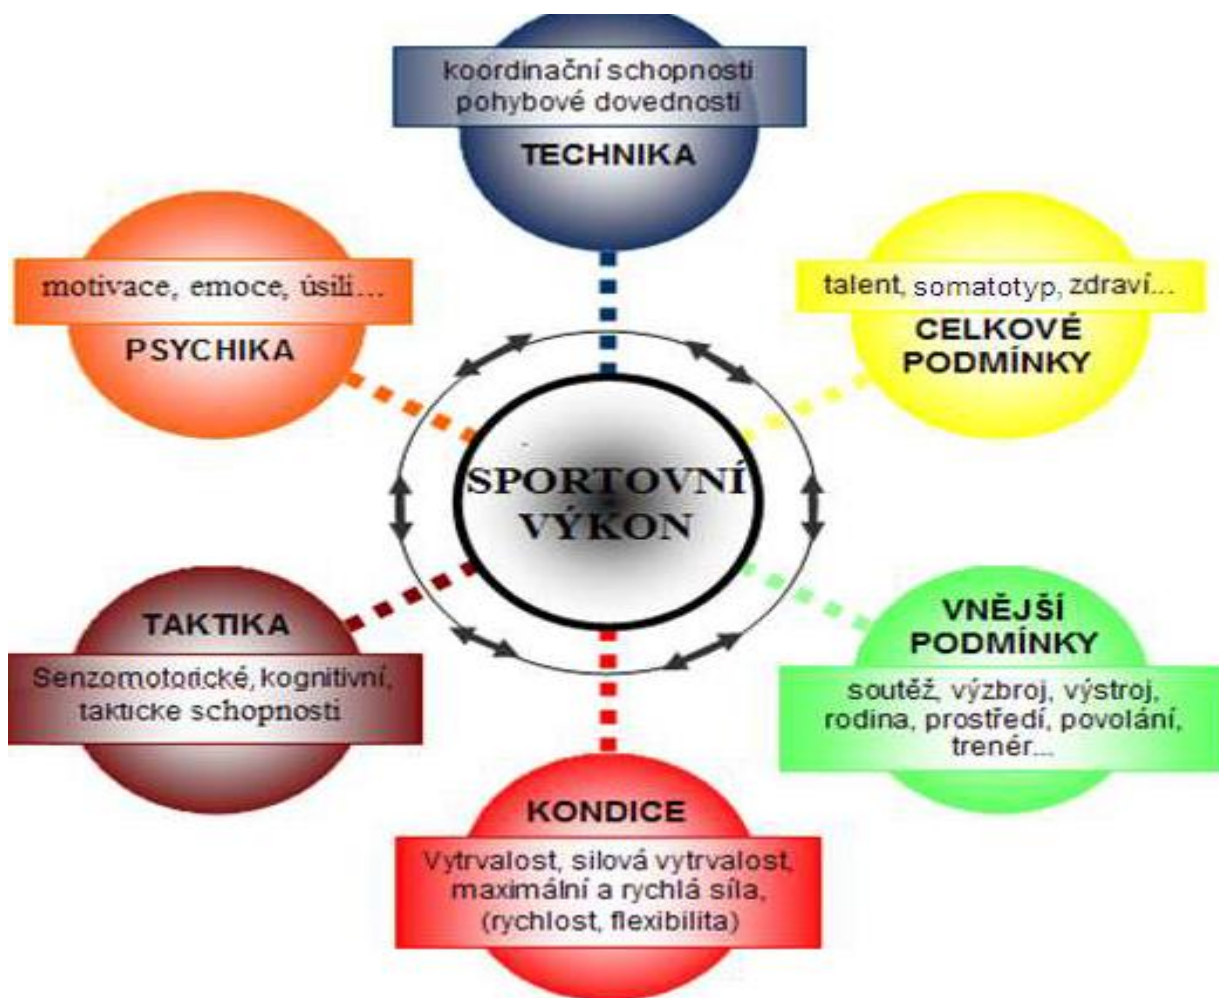 koordinační schopnosti
pohybové dovednosti
TECHNIKA
motivace, emoce, úsilí...
PSYCHIKA
talent, somatotyp, zdraví...
CELKOVÉ
PODMÍNKY
SPORTOVNÍ
VÝKON
TAKTIKA
Senzomotorické, kognitivní,
taktické schopnosti
VNĚJŠÍ
PODMÍNKY
soutěž, výzbroj, výstroj,
rodina, prostředí, povolání,
trenér...
KONDICE
Vytrvalost, silová vytrvalost,
maximální a rychlá síla,
(rychlost, flexibilita)